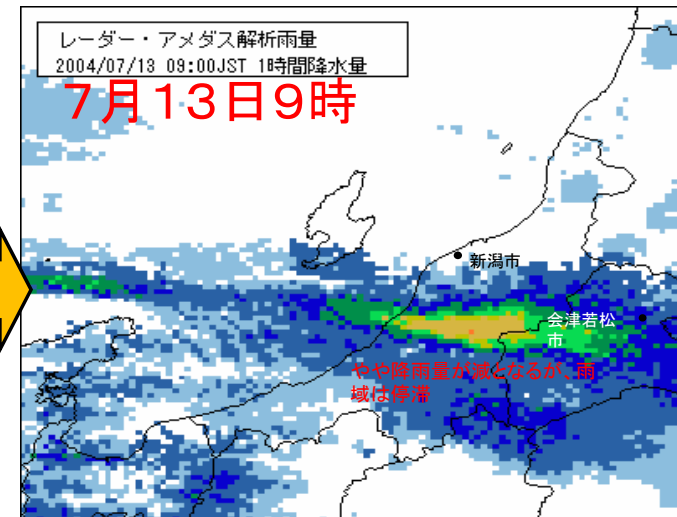 レーダー・アメダス解析雨量
2004/07/13 09:00JST 1時間降水量
7月13日9時
新潟市
会津若松
市
やや降雨量が減となるが、雨
域は停滞